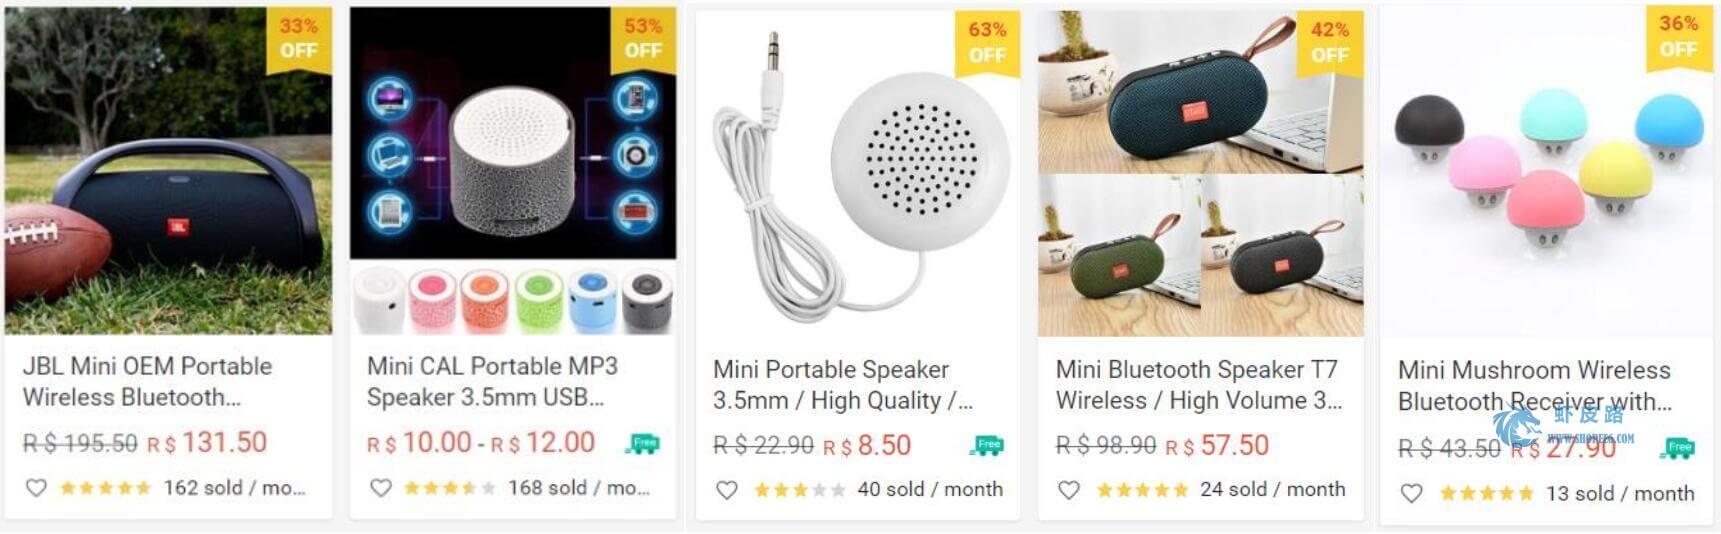 33%
OFF
JBL
JBL Mini OEM Portable
Wireless Bluetooth...
R$195.50 R$131.50
162 sold / mo...
53%
OFF
Mini CAL Portable MP3
Speaker 3.5mm USB...
R$10.00 - R$12.00 Free
168 sold / mo...
63%
OFF
Mini Portable Speaker
3.5mm / High Quality /...
R$22.90 R$8.50 Free
40 sold / month
42%
OFF
Mini Bluetooth Speaker T7
Wireless / High Volume 3...
R$98.90 R$57.50
24 sold / month
36%
OFF
Mini Mushroom Wireless
Bluetooth Receiver with...
虾皮路
WWW.SHOPEE6.COM
R$43.50 R$27.90 Free
13 sold / month